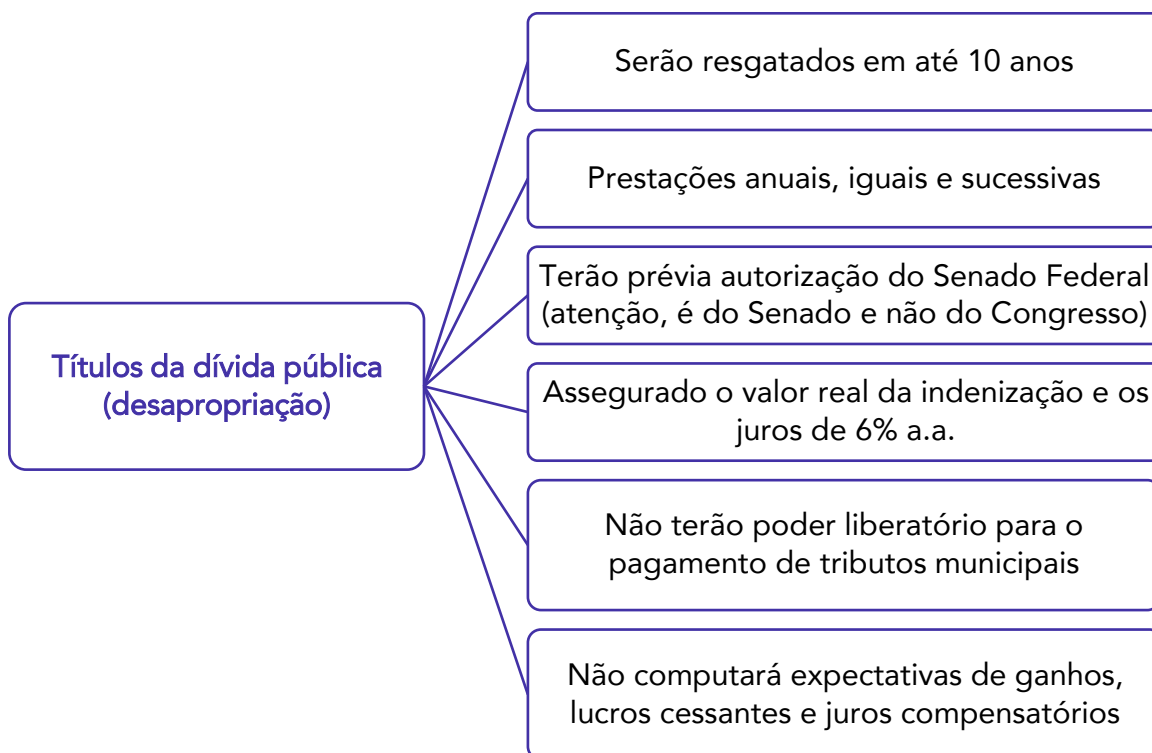 Títulos da dívida pública
(desapropriação)
Serão resgatados em até 10 anos
Prestações anuais, iguais e sucessivas
Terão prévia autorização do Senado Federal
(atenção, é do Senado e não do Congresso)
Assegurado o valor real da indenização e os
juros de 6% a.a.
Não terão poder liberatório para o
pagamento de tributos municipais
Não computará expectativas de ganhos,
lucros cessantes e juros compensatórios